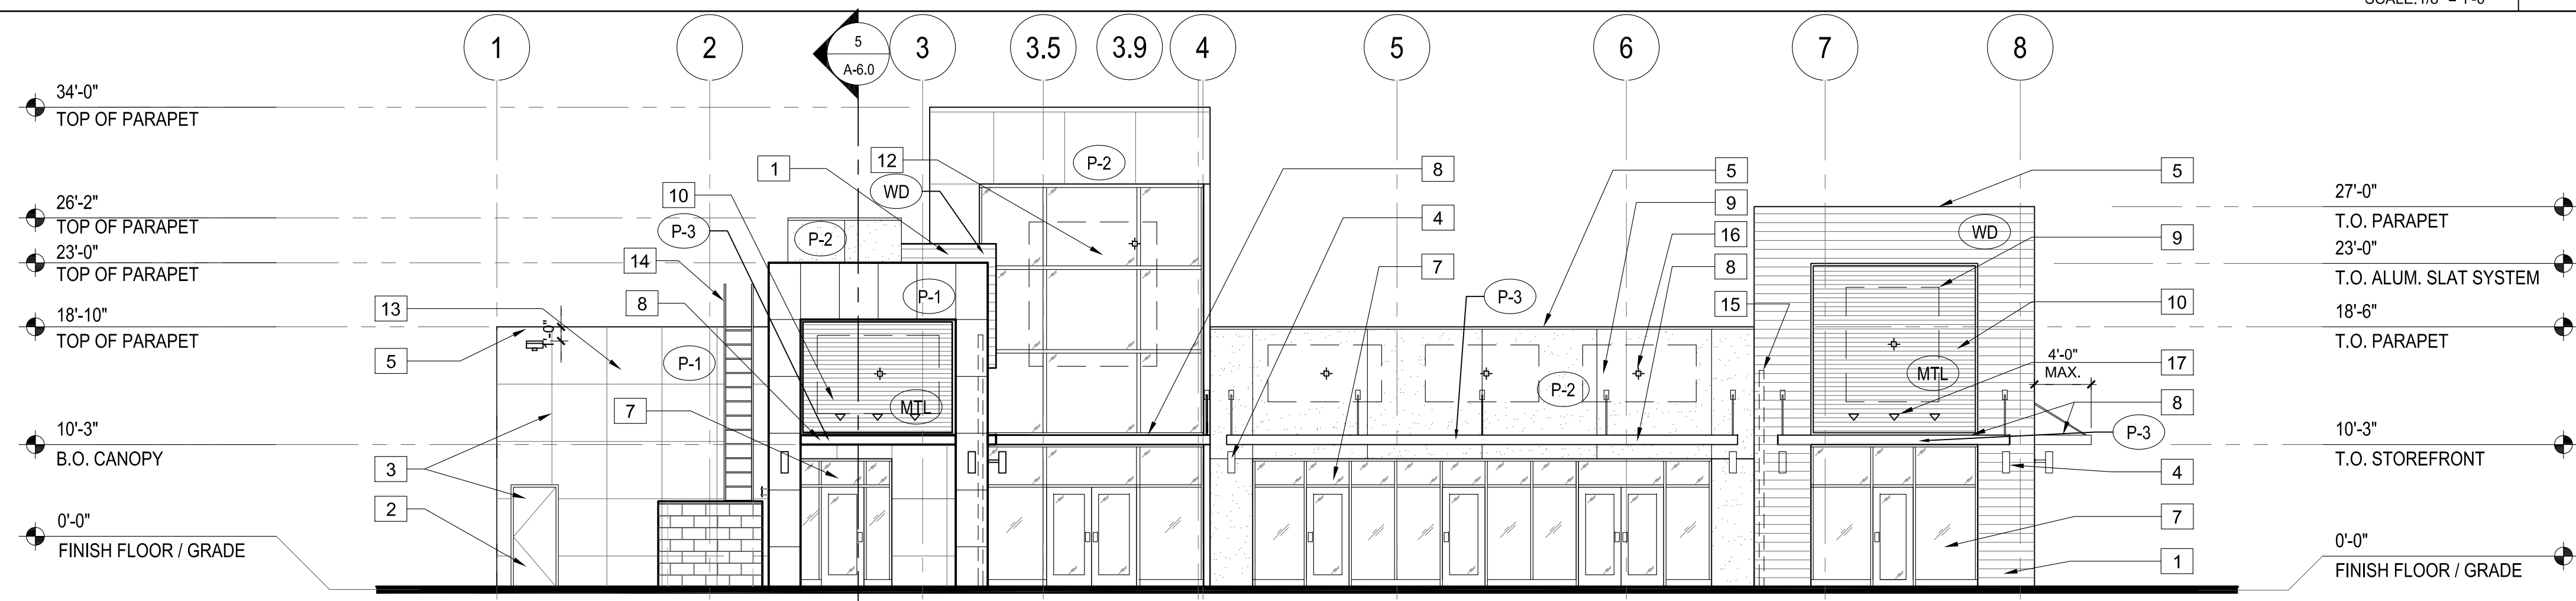 SCALE:1/8" = 1'-0"
1
2
5
A-6.0
3
3.5
3.9
4
5
6
7
8
34'-0"
TOP OF PARAPET
26'-2"
TOP OF PARAPET
23'-0"
TOP OF PARAPET
18'-10"
TOP OF PARAPET
10'-3"
B.O. CANOPY
0'-0"
FINISH FLOOR / GRADE
13
5
3
2
1'-0"
P-1
14
8
7
10
P-3
1
12
WD
P-2
P-1
MTL
P-2
8
4
7
P-3
P-2
5
9
16
8
15
WD
MTL
4'-0"
MAX.
P-3
5
9
10
17
8
4
7
1
27'-0"
T.O. PARAPET
23'-0"
T.O. ALUM. SLAT SYSTEM
18'-6"
T.O. PARAPET
10'-3"
T.O. STOREFRONT
0'-0"
FINISH FLOOR / GRADE